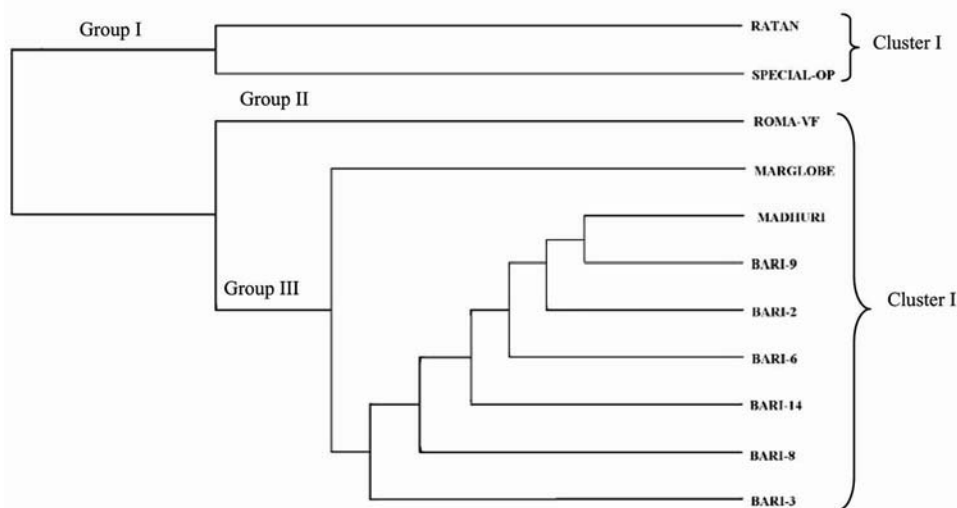 Group I
RATAN
Cluster I
SPECIAL-OP
Group II
ROMA-VF
MARGLOBE
MADHURI
BARI-9
Group III
Cluster I
BARI-2
BARI-6
BARI-14
BARI-8
BARI-3